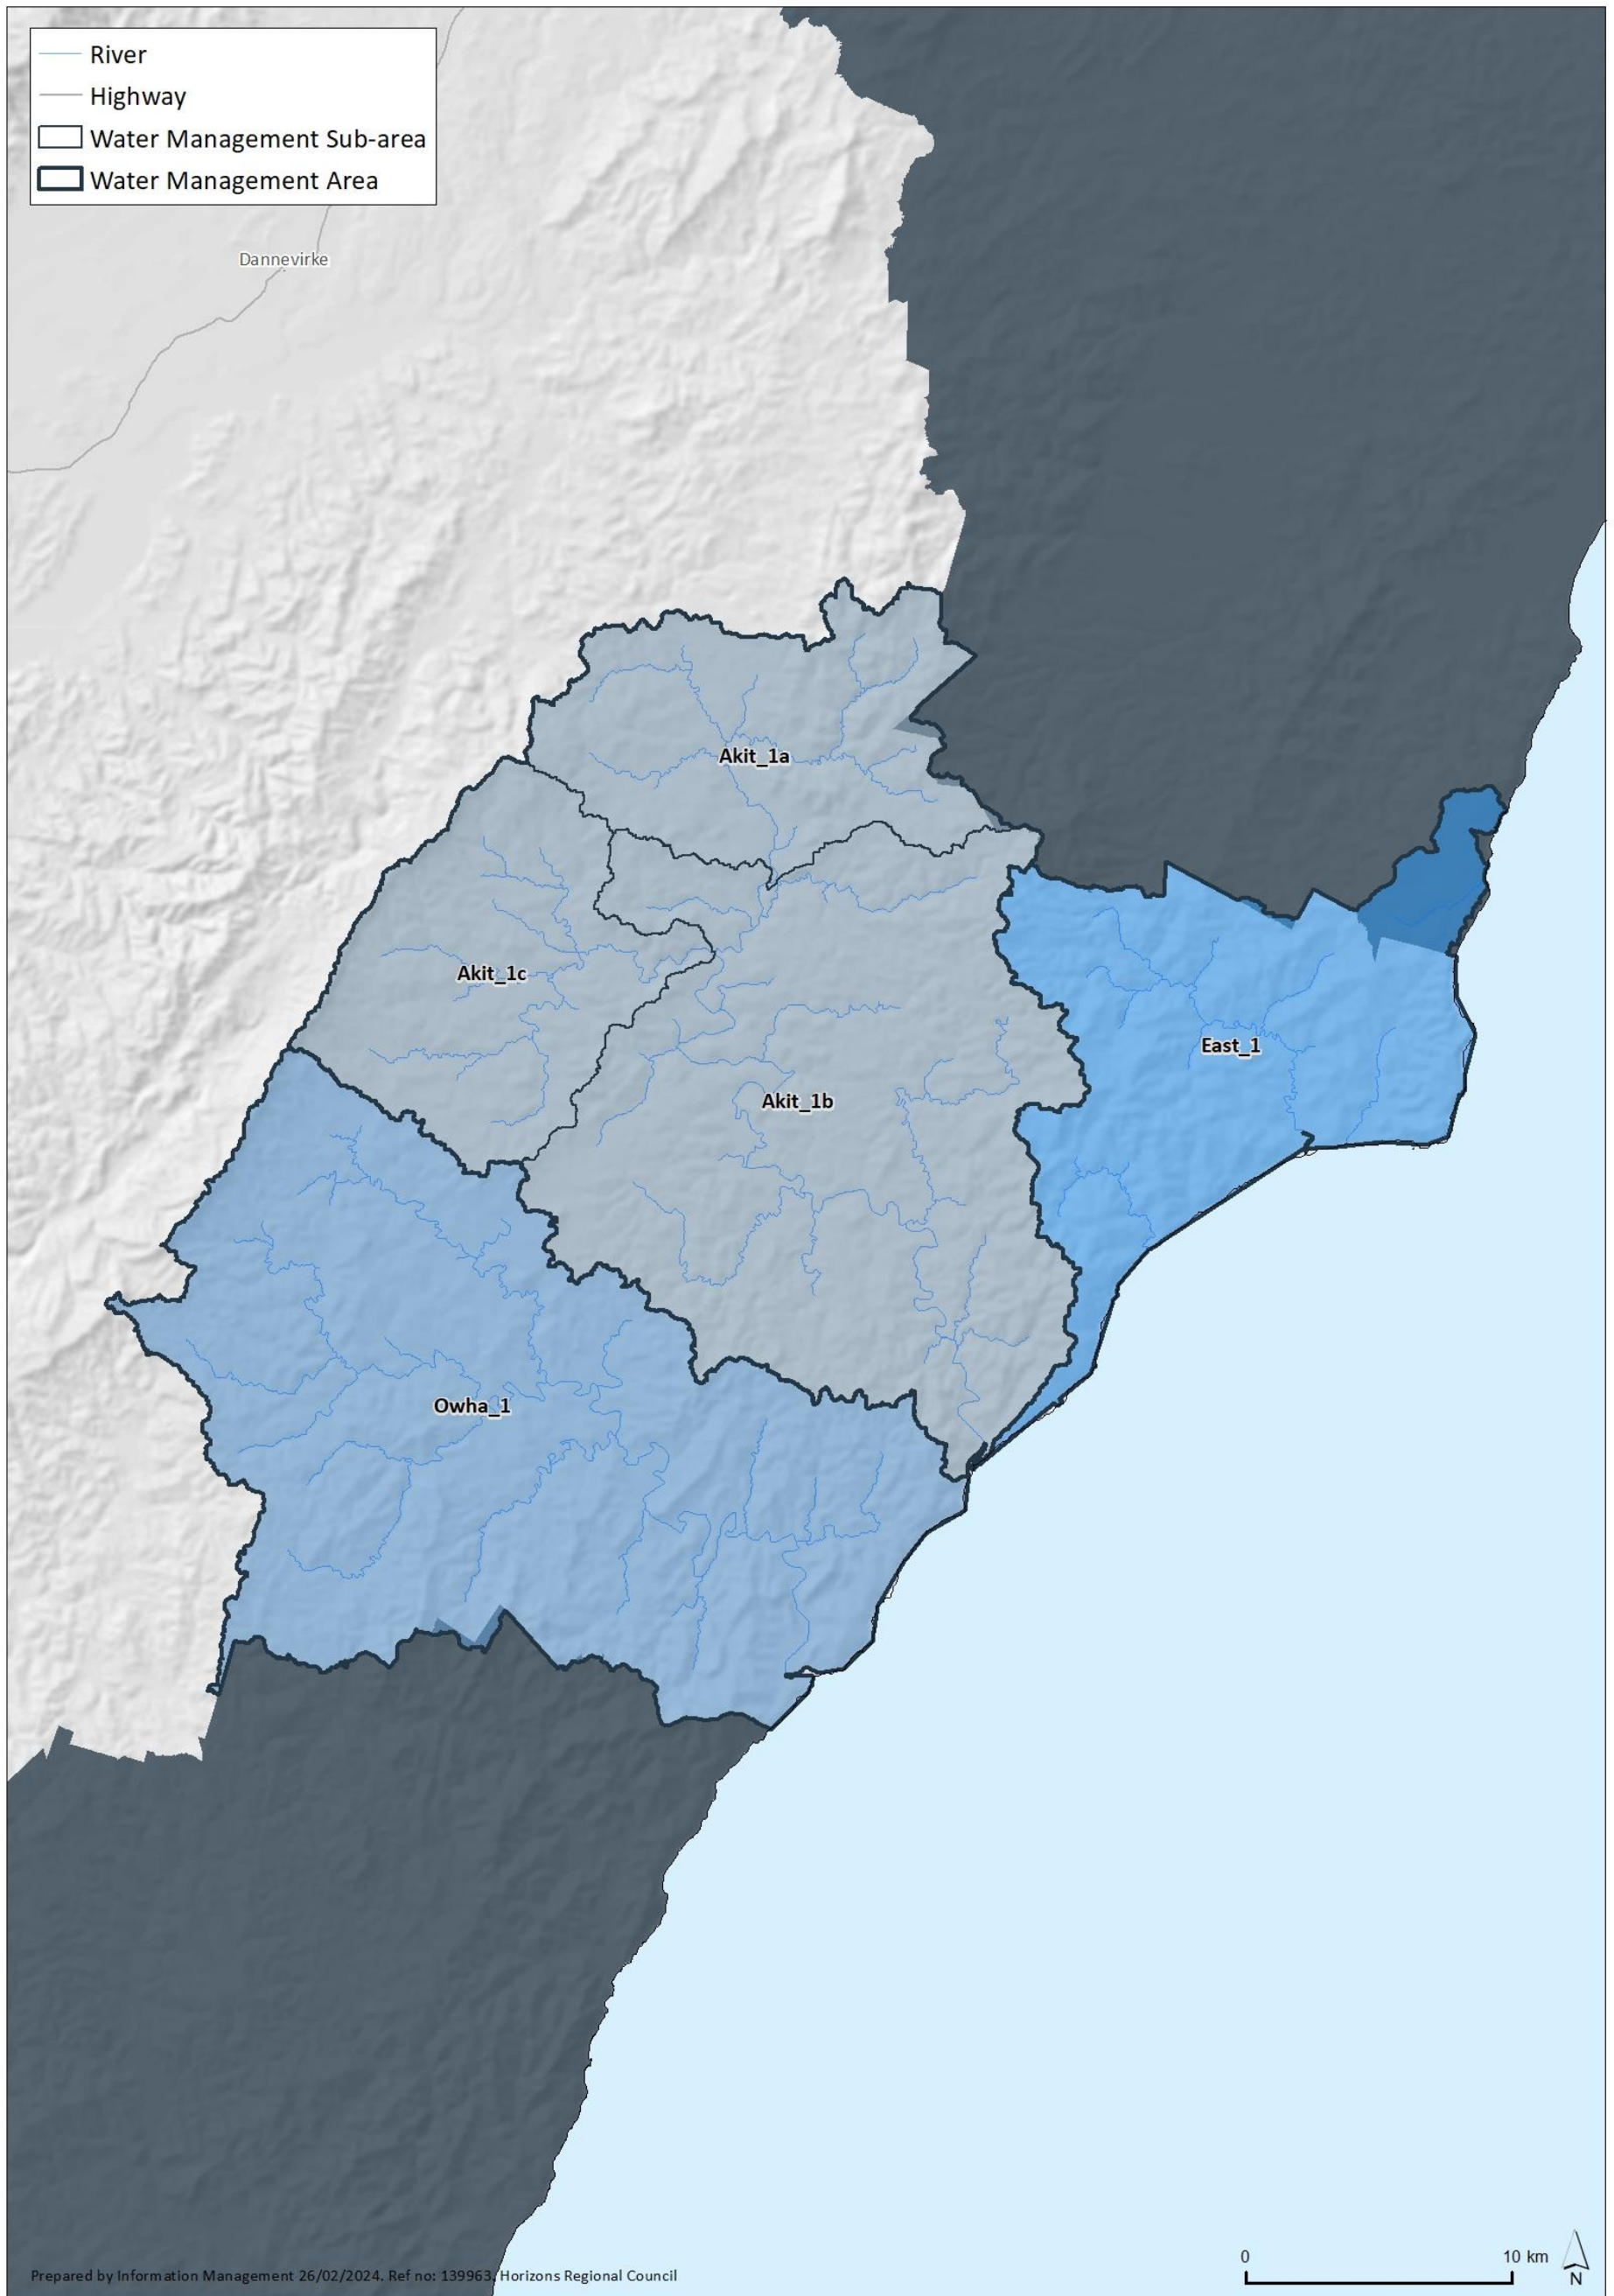 River
Highway
Water Management Sub-area
Water Management Area
Dannevirke
Akit_1a
Akit_1c
East_1
Akit_1b
Owha_1
0 10 km
N
Prepared by Information Management 26/02/2024. Ref no: 139963, Horizons Regional Council